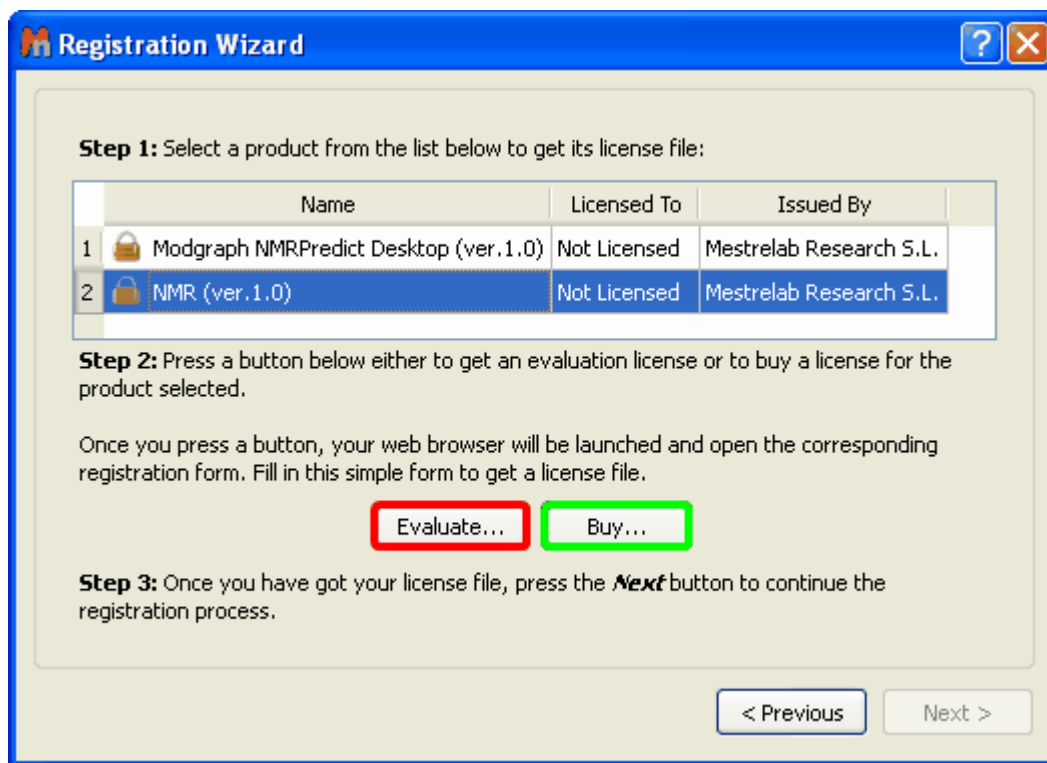 Registration Wizard
Step 1: Select a product from the list below to get its license file:
Name Licensed To Issued By
1 Modgraph NMRPredict Desktop (ver.1.0) Not Licensed Mestrelab Research S.L.
2 NMR (ver.1.0) Not Licensed Mestrelab Research S.L.
Step 2: Press a button below either to get an evaluation license or to buy a license for the
product selected.
Once you press a button, your web browser will be launched and open the corresponding
registration form. Fill in this simple form to get a license file.
Evaluate... Buy...
Step 3: Once you have got your license file, press the Next button to continue the
registration process.
< Previous Next >